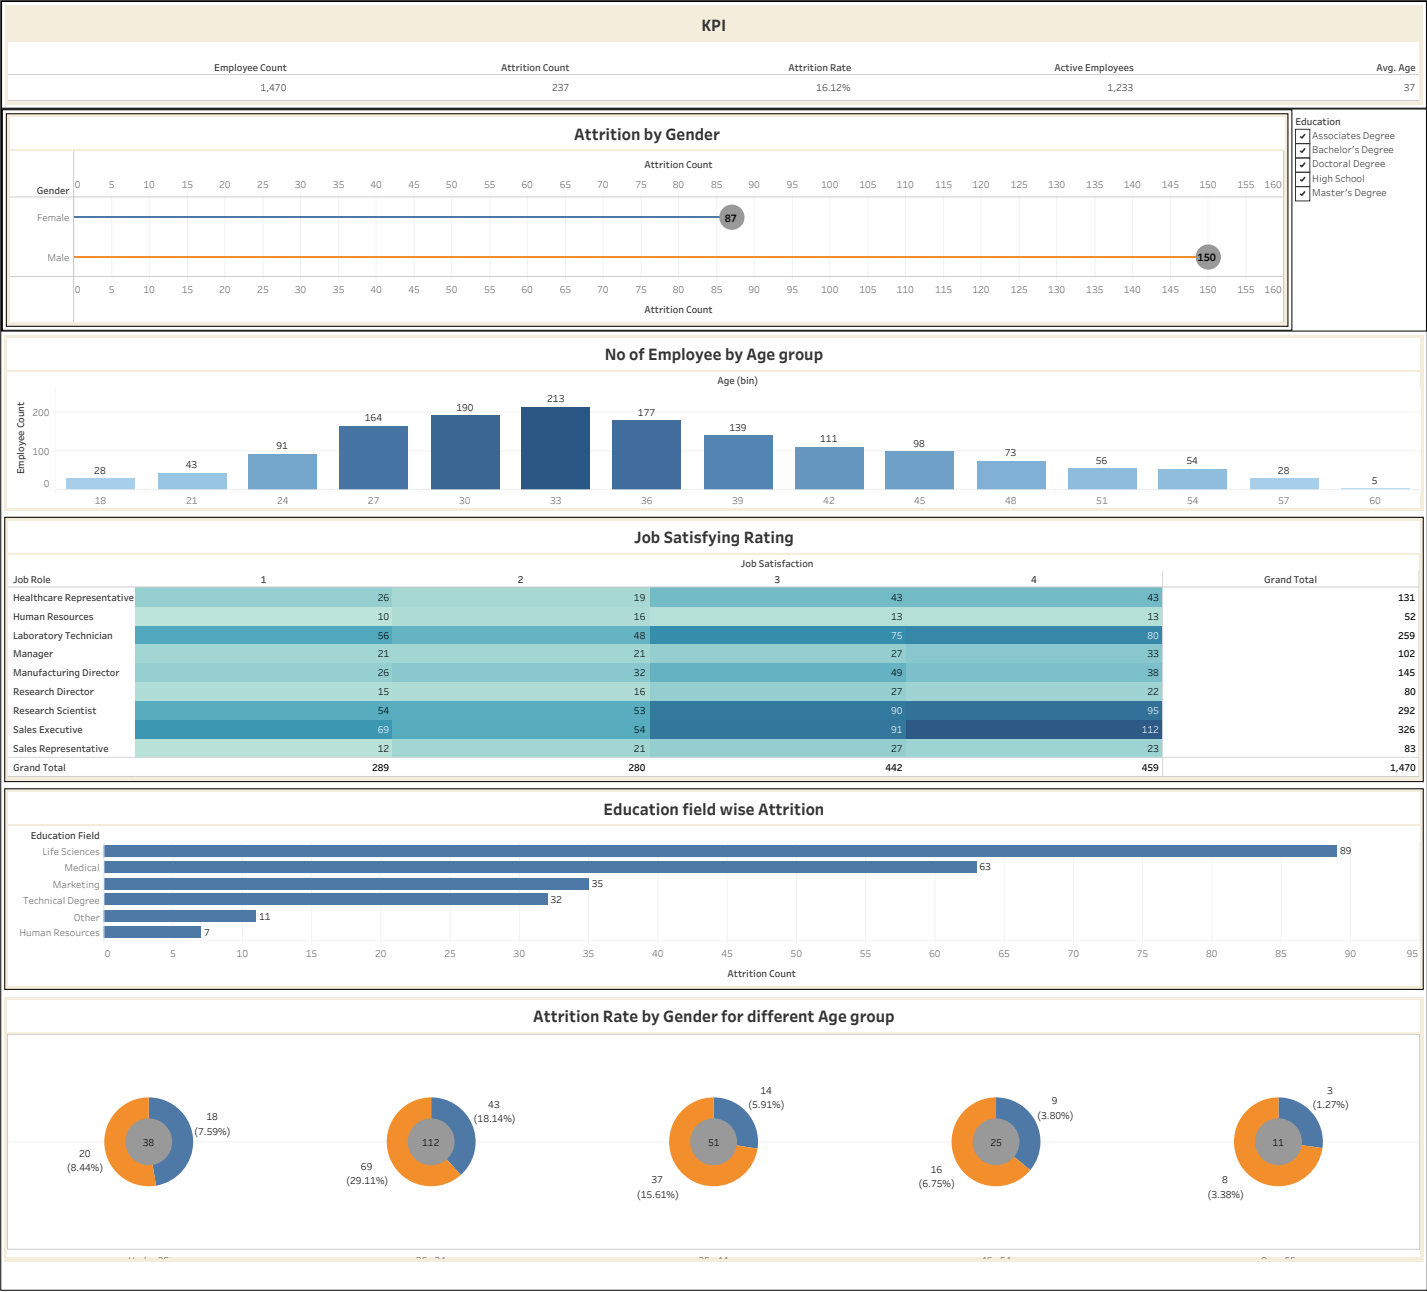 KPI
Employee Count Attrition Count Attrition Rate Active Employees Avg. Age
1,470 237 16.12% 1,233 37
Attrition by Gender
Attrition Count
Gender 0 5 10 15 20 25 30 35 40 45 50 55 60 65 70 75 80 85 90 95 100 105 110 115 120 125 130 135 140 145 150 155 160
Female 87
Male 150
0 5 10 15 20 25 30 35 40 45 50 55 60 65 70 75 80 85 90 95 100 105 110 115 120 125 130 135 140 145 150 155 160
Attrition Count
Education
Associates Degree
Bachelor's Degree
Doctoral Degree
High School
Master's Degree
No of Employee by Age group
Age (bin)
Employee Count
200
100
0
28 43 91 164 190 213 177 139 111 98 73 56 54 28 5
18 21 24 27 30 33 36 39 42 45 48 51 54 57 60
Job Satisfying Rating
Job Satisfaction
Job Role 1 2 3 4 Grand Total
Healthcare Representative 26 19 43 43 131
Human Resources 10 16 13 13 52
Laboratory Technician 56 48 75 80 259
Manager 21 21 27 33 102
Manufacturing Director 26 32 49 38 145
Research Director 15 16 27 22 80
Research Scientist 54 53 90 95 292
Sales Executive 69 54 91 112 326
Sales Representative 12 21 27 23 83
Grand Total 289 280 442 459 1,470
Education field wise Attrition
Education Field
Life Sciences 89
Medical 63
Marketing 35
Technical Degree 32
Other 11
Human Resources 7
0 5 10 15 20 25 30 35 40 45 50 55 60 65 70 75 80 85 90 95
Attrition Count
Attrition Rate by Gender for different Age group
18
(7.59%)
38
20
(8.44%)
43
(18.14%)
112
69
(29.11%)
14
(5.91%)
51
37
(15.61%)
9
(3.80%)
25
16
(6.75%)
3
(1.27%)
11
8
(3.38%)